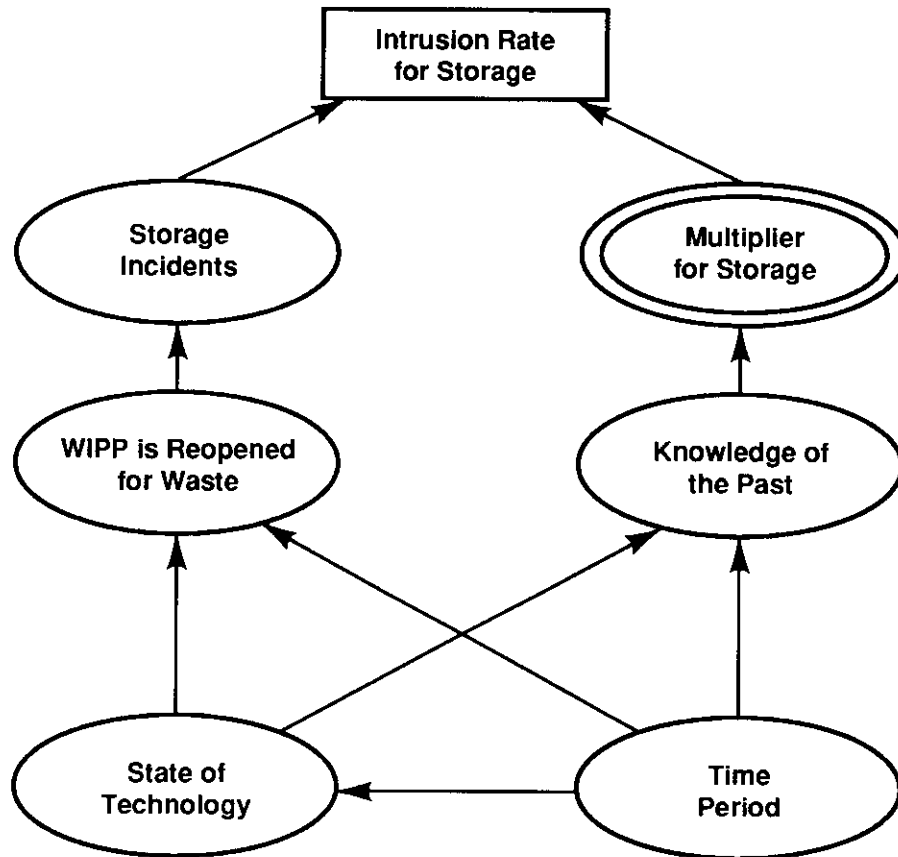 Intrusion Rate
for Storage
Storage
Incidents
Multiplier
for Storage
WIPP is Reopened
for Waste
Knowledge of
the Past
State of
Technology
Time
Period